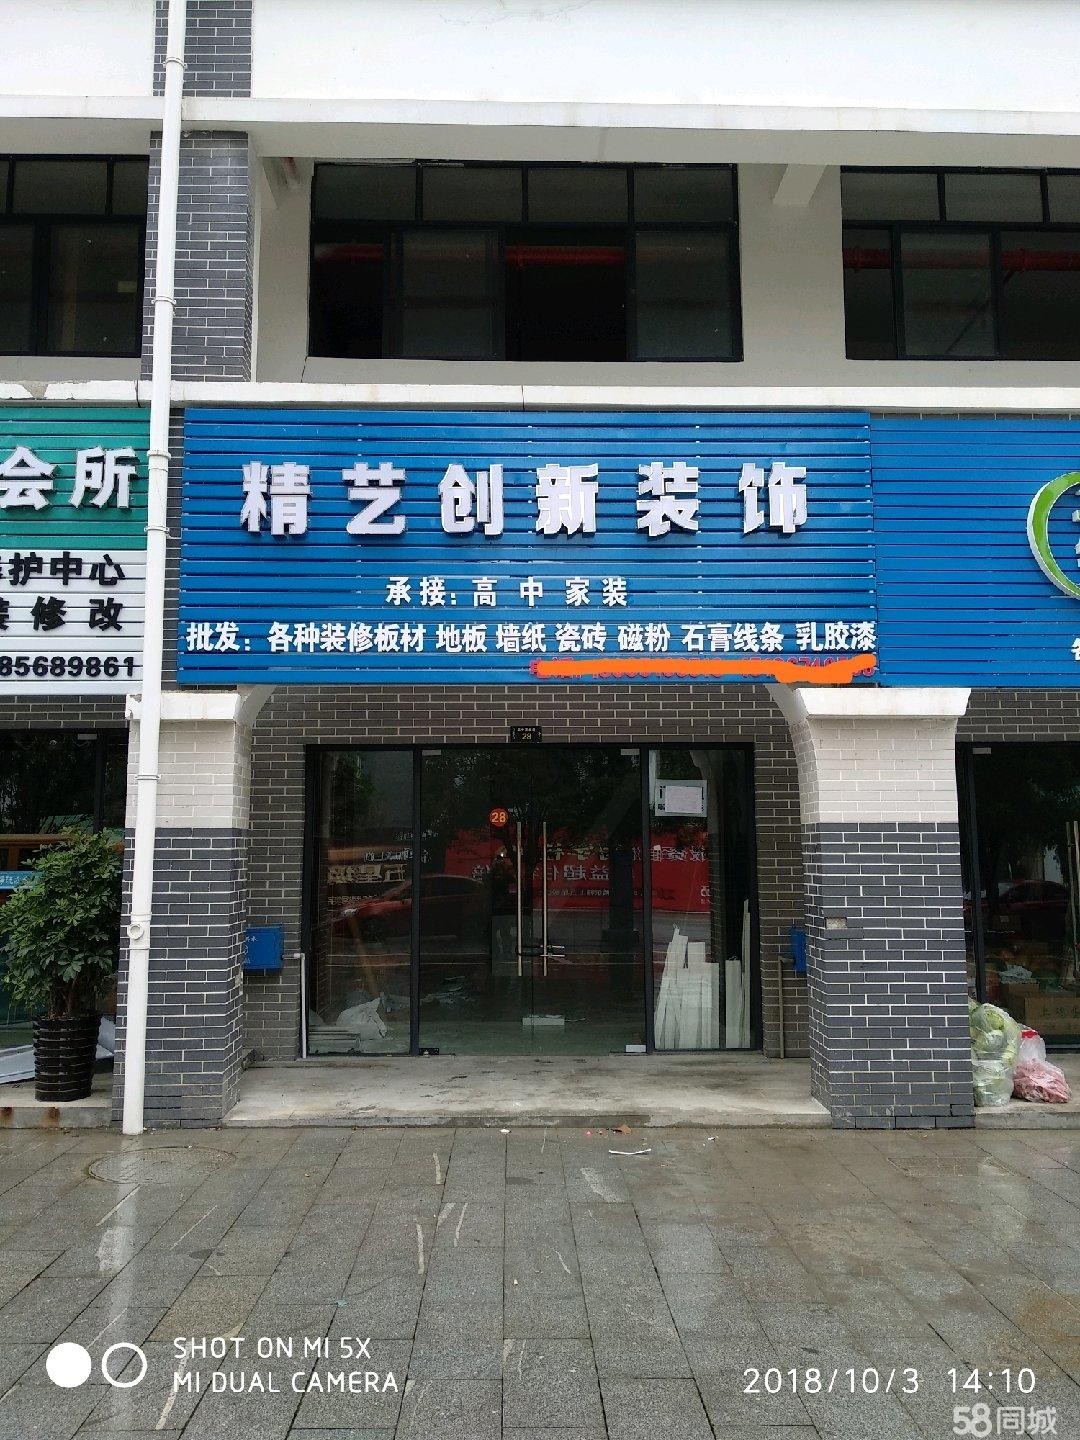 会所
护中心
修改
85689861
精艺创新装饰
承接:高中家装
批发:各种装修板材 地板 墙纸 瓷砖 磁粉 石膏线条 乳胶漆
28
28
SHOT ON MI 5X
MI DUAL CAMERA
2018/10/3 14:10
58同城